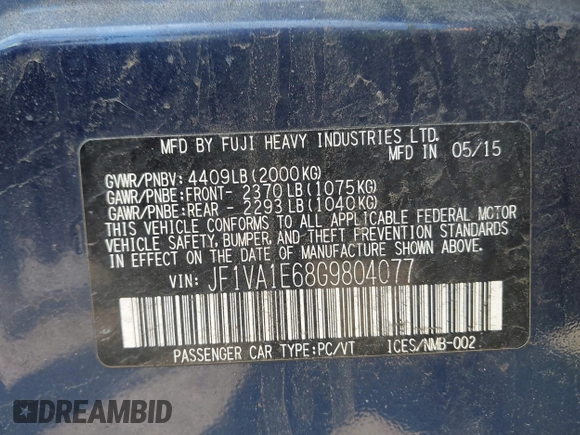 MFD BY FUJI HEAVY INDUSTRIES LTD.
MFD IN 05/15
GVWR/PNBV: 4409LB(2000KG)
GAWR/PNBE:FRONT- 2370LB(1075KG)
GAWR/PNBE:REAR - 2293LB(1040KG)
THIS VEHICLE CONFORMS TO ALL APPLICABLE FEDERAL MOTOR
VEHICLE SAFETY, BUMPER, AND THEFT PREVENTION STANDARDS
IN EFFECT ON THE DATE OF MANUFACTURE SHOWN ABOVE.
VIN: JF1VA1E68G9804077
PASSENGER CAR TYPE:PC/VT ICES/NMB-002
DREAMBID